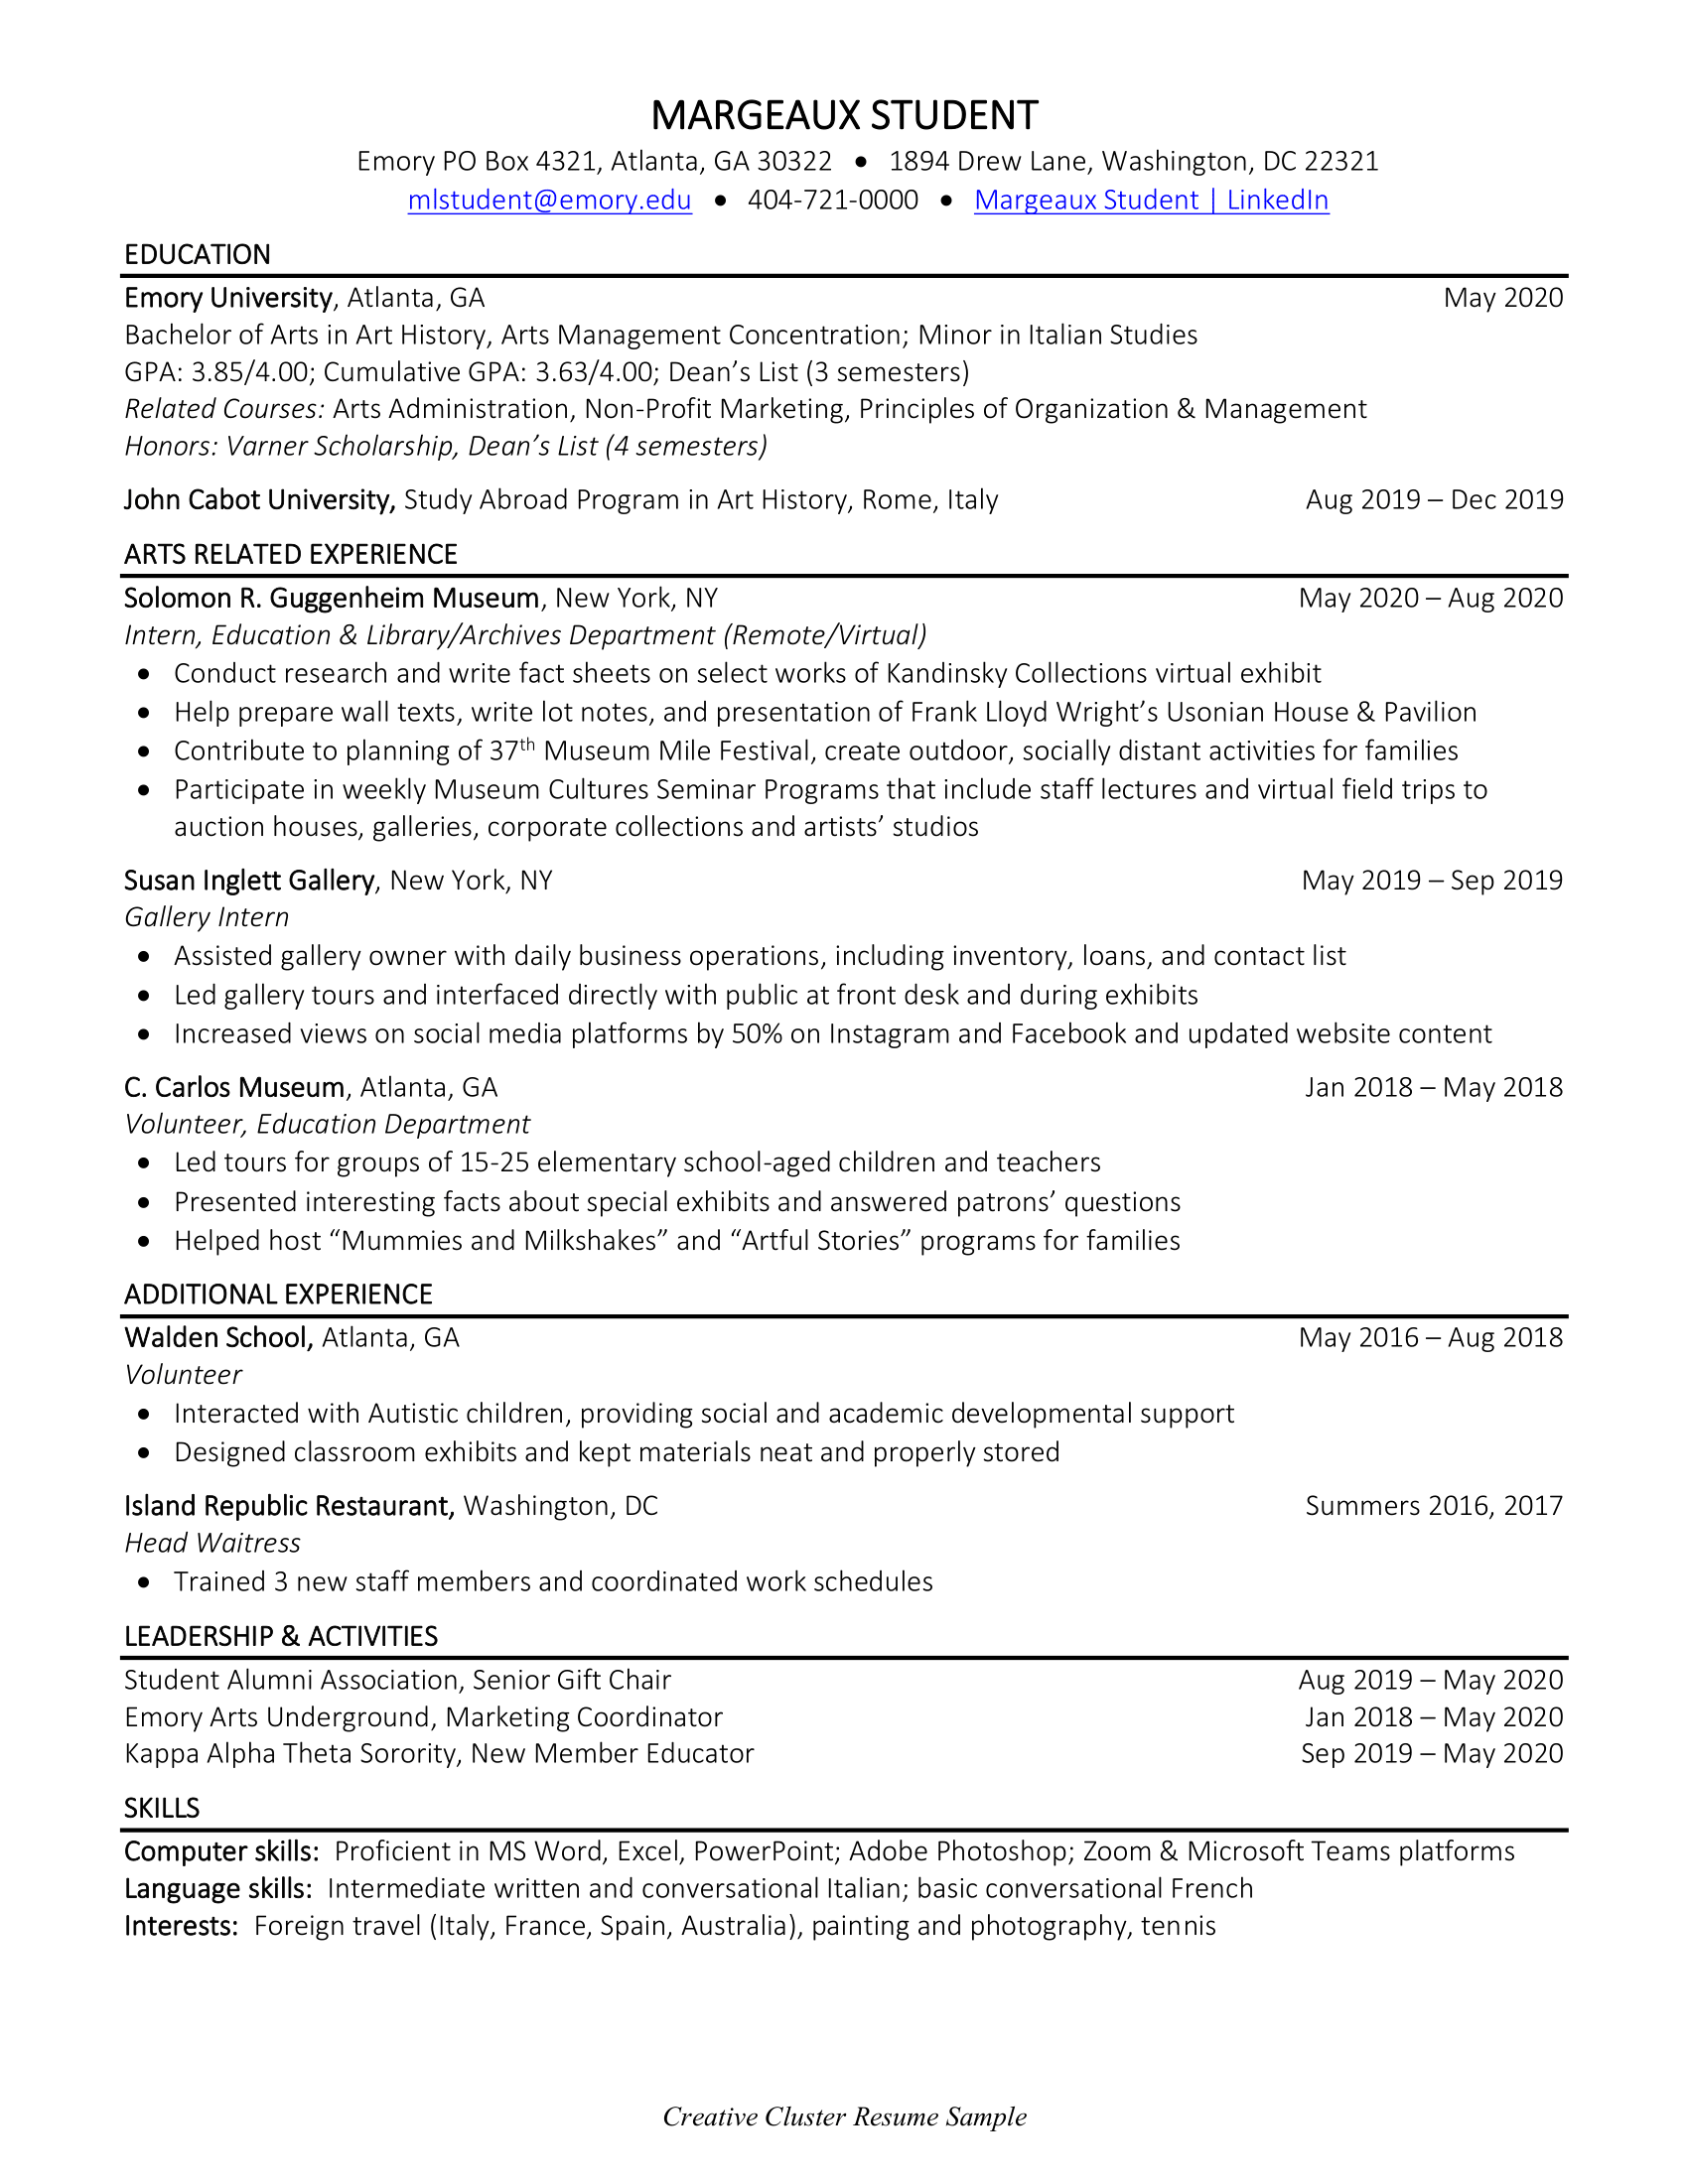 MARGEAUX STUDENT
Emory PO Box 4321, Atlanta, GA 30322 • 1894 Drew Lane, Washington, DC 22321
mlstudent@emory.edu • 404-721-0000 • Margeaux Student | LinkedIn
EDUCATION
Emory University, Atlanta, GA May 2020
Bachelor of Arts in Art History, Arts Management Concentration; Minor in Italian Studies
GPA: 3.85/4.00; Cumulative GPA: 3.63/4.00; Dean’s List (3 semesters)
Related Courses: Arts Administration, Non-Profit Marketing, Principles of Organization & Management
Honors: Varner Scholarship, Dean’s List (4 semesters)
John Cabot University, Study Abroad Program in Art History, Rome, Italy Aug 2019 – Dec 2019
ARTS RELATED EXPERIENCE
Solomon R. Guggenheim Museum, New York, NY May 2020 – Aug 2020
Intern, Education & Library/Archives Department (Remote/Virtual)
• Conduct research and write fact sheets on select works of Kandinsky Collections virtual exhibit
• Help prepare wall texts, write lot notes, and presentation of Frank Lloyd Wright’s Usonian House & Pavilion
• Contribute to planning of 37th Museum Mile Festival, create outdoor, socially distant activities for families
• Participate in weekly Museum Cultures Seminar Programs that include staff lectures and virtual field trips to
auction houses, galleries, corporate collections and artists’ studios
Susan Inglett Gallery, New York, NY May 2019 – Sep 2019
Gallery Intern
• Assisted gallery owner with daily business operations, including inventory, loans, and contact list
• Led gallery tours and interfaced directly with public at front desk and during exhibits
• Increased views on social media platforms by 50% on Instagram and Facebook and updated website content
C. Carlos Museum, Atlanta, GA Jan 2018 – May 2018
Volunteer, Education Department
• Led tours for groups of 15-25 elementary school-aged children and teachers
• Presented interesting facts about special exhibits and answered patrons’ questions
• Helped host “Mummies and Milkshakes” and “Artful Stories” programs for families
ADDITIONAL EXPERIENCE
Walden School, Atlanta, GA May 2016 – Aug 2018
Volunteer
• Interacted with Autistic children, providing social and academic developmental support
• Designed classroom exhibits and kept materials neat and properly stored
Island Republic Restaurant, Washington, DC Summers 2016, 2017
Head Waitress
• Trained 3 new staff members and coordinated work schedules
LEADERSHIP & ACTIVITIES
Student Alumni Association, Senior Gift Chair Aug 2019 – May 2020
Emory Arts Underground, Marketing Coordinator Jan 2018 – May 2020
Kappa Alpha Theta Sorority, New Member Educator Sep 2019 – May 2020
SKILLS
Computer skills: Proficient in MS Word, Excel, PowerPoint; Adobe Photoshop; Zoom & Microsoft Teams platforms
Language skills: Intermediate written and conversational Italian; basic conversational French
Interests: Foreign travel (Italy, France, Spain, Australia), painting and photography, tennis
Creative Cluster Resume Sample